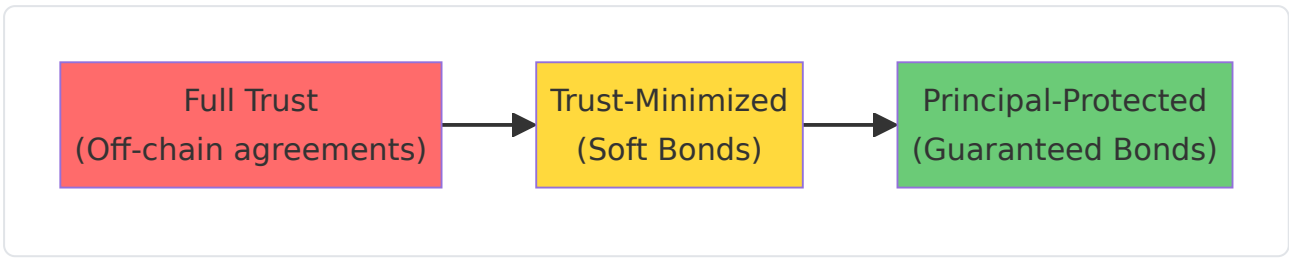 Full Trust
(Off-chain agreements)
Trust-Minimized
(Soft Bonds)
Principal-Protected
(Guaranteed Bonds)